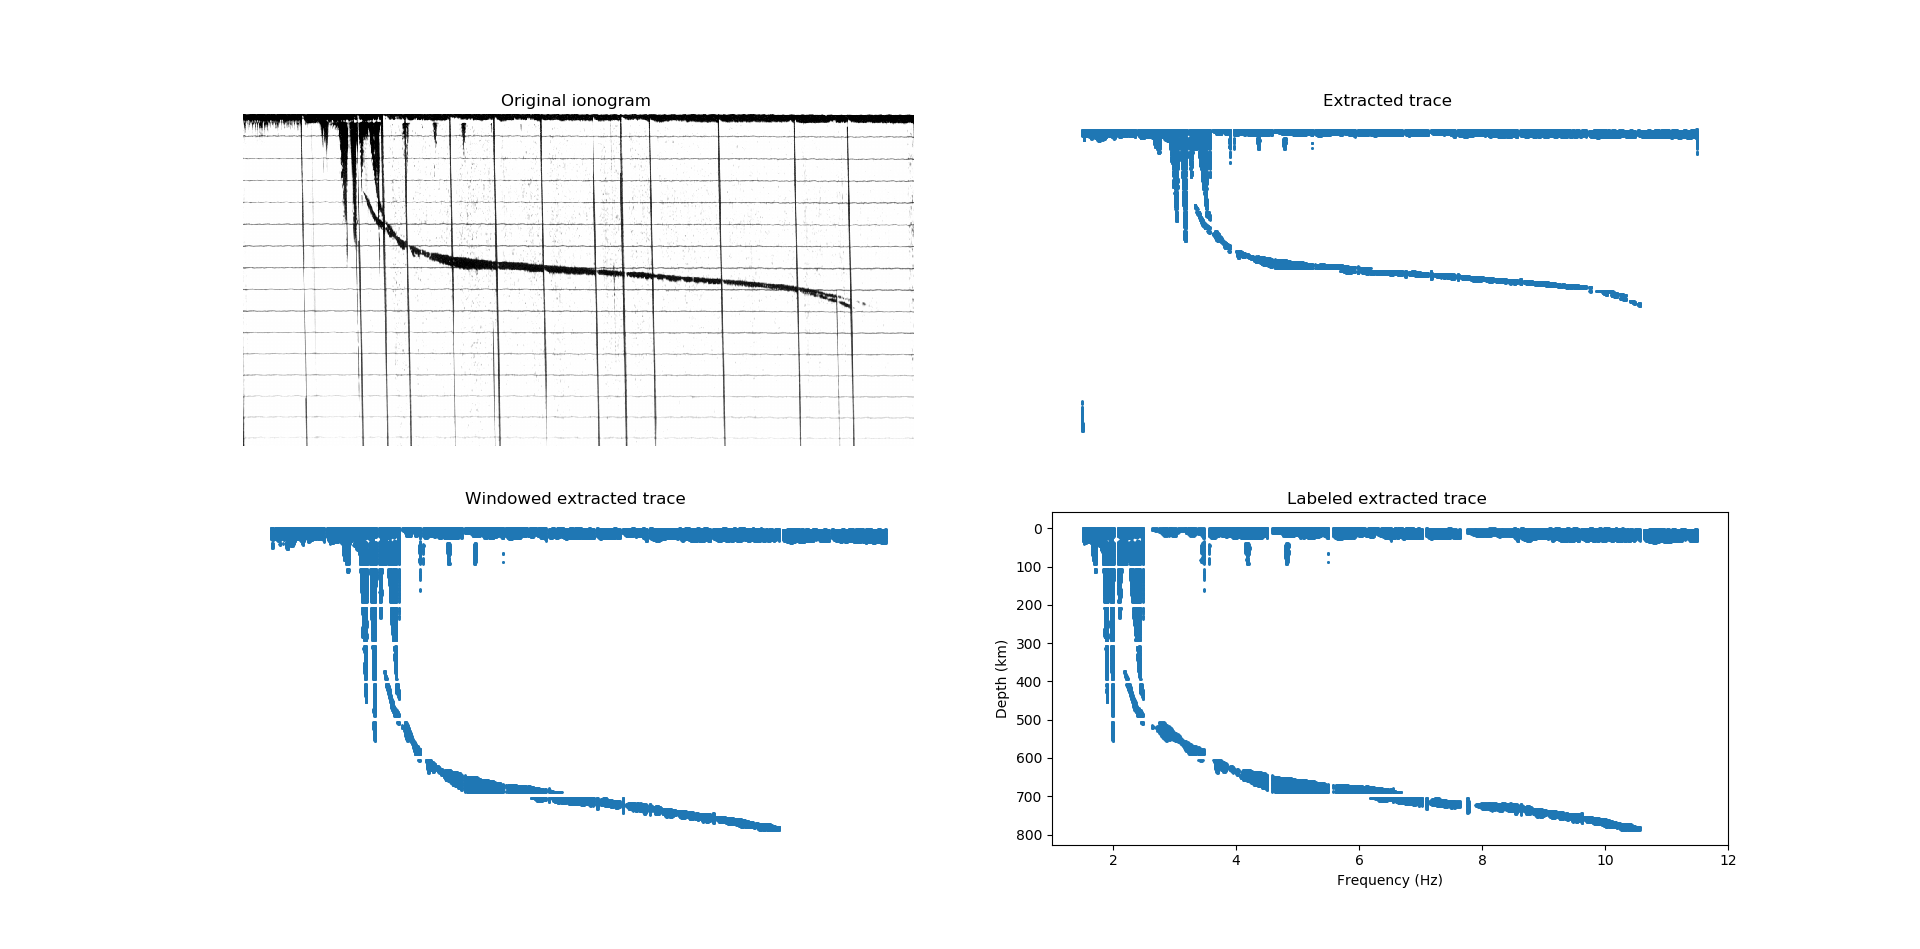 Original ionogram
Extracted trace
Windowed extracted trace
Labeled extracted trace
0
100
200
300
400
500
600
700
800
Depth (km)
2
4
6
8
10
12
Frequency (Hz)